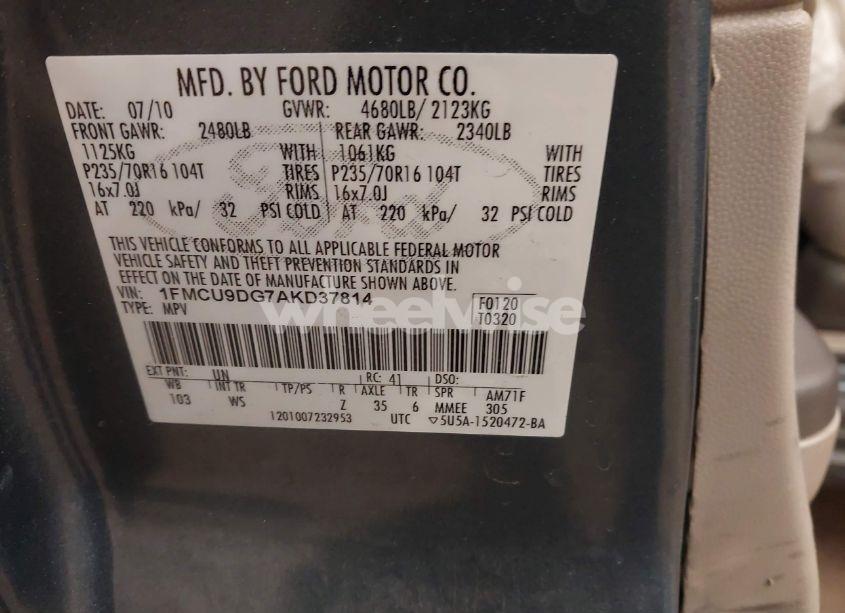 MFD. BY FORD MOTOR CO.
DATE: 07/10 GVWR: 4680LB/ 2123KG
FRONT GAWR: 2480LB REAR GAWR: 2340LB
1125KG WITH 1061KG WITH
P235/70R16 104T TIRES P235/70R16 104T TIRES
16x7.0J RIMS 16x7.0J RIMS
AT 220 kPa/ 32 PSI COLD AT 220 kPa/ 32 PSI COLD
THIS VEHICLE CONFORMS TO ALL APPLICABLE FEDERAL MOTOR
VEHICLE SAFETY AND THEFT PREVENTION STANDARDS IN
EFFECT ON THE DATE OF MANUFACTURE SHOWN ABOVE.
VIN: 1FMCU9DG7AKD37814 F0120
TYPE: MPV T0320
wheelwise
EXT PNT: UN RC: 41 DSO:
WB INT TR TP/PS R AXLE TR SPR AM71F
103 WS Z 35 6 MMEE 305
1201007232953 UTC ▽5U5A-1520472-BA
Ford